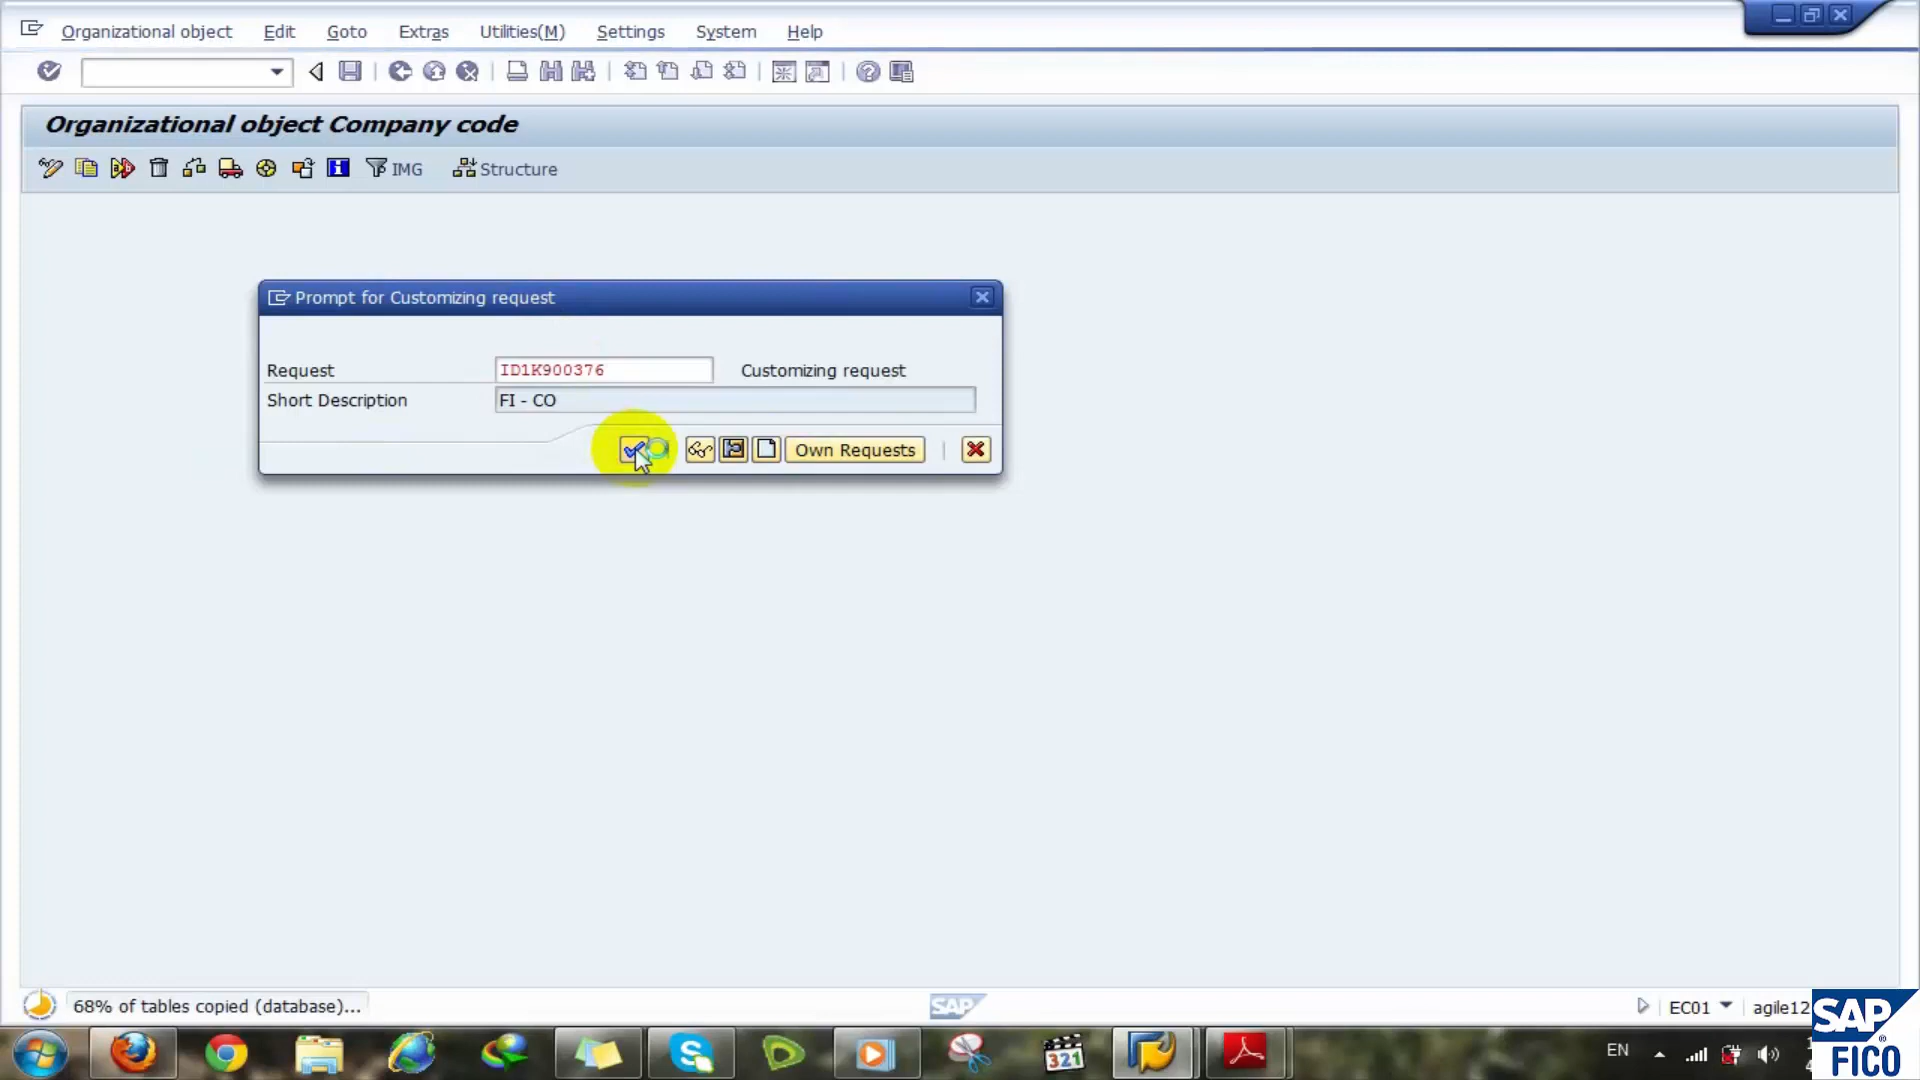 Organizational object Edit Goto Extras Utilities(M) Settings System Help
Organizational object Company code
IMG Structure
Prompt for Customizing request
Request ID1K900376 Customizing request
Short Description FI - CO
Own Requests
68% of tables copied (database)...
SAP
EC01 agile12
SAP
FICO
321
EN